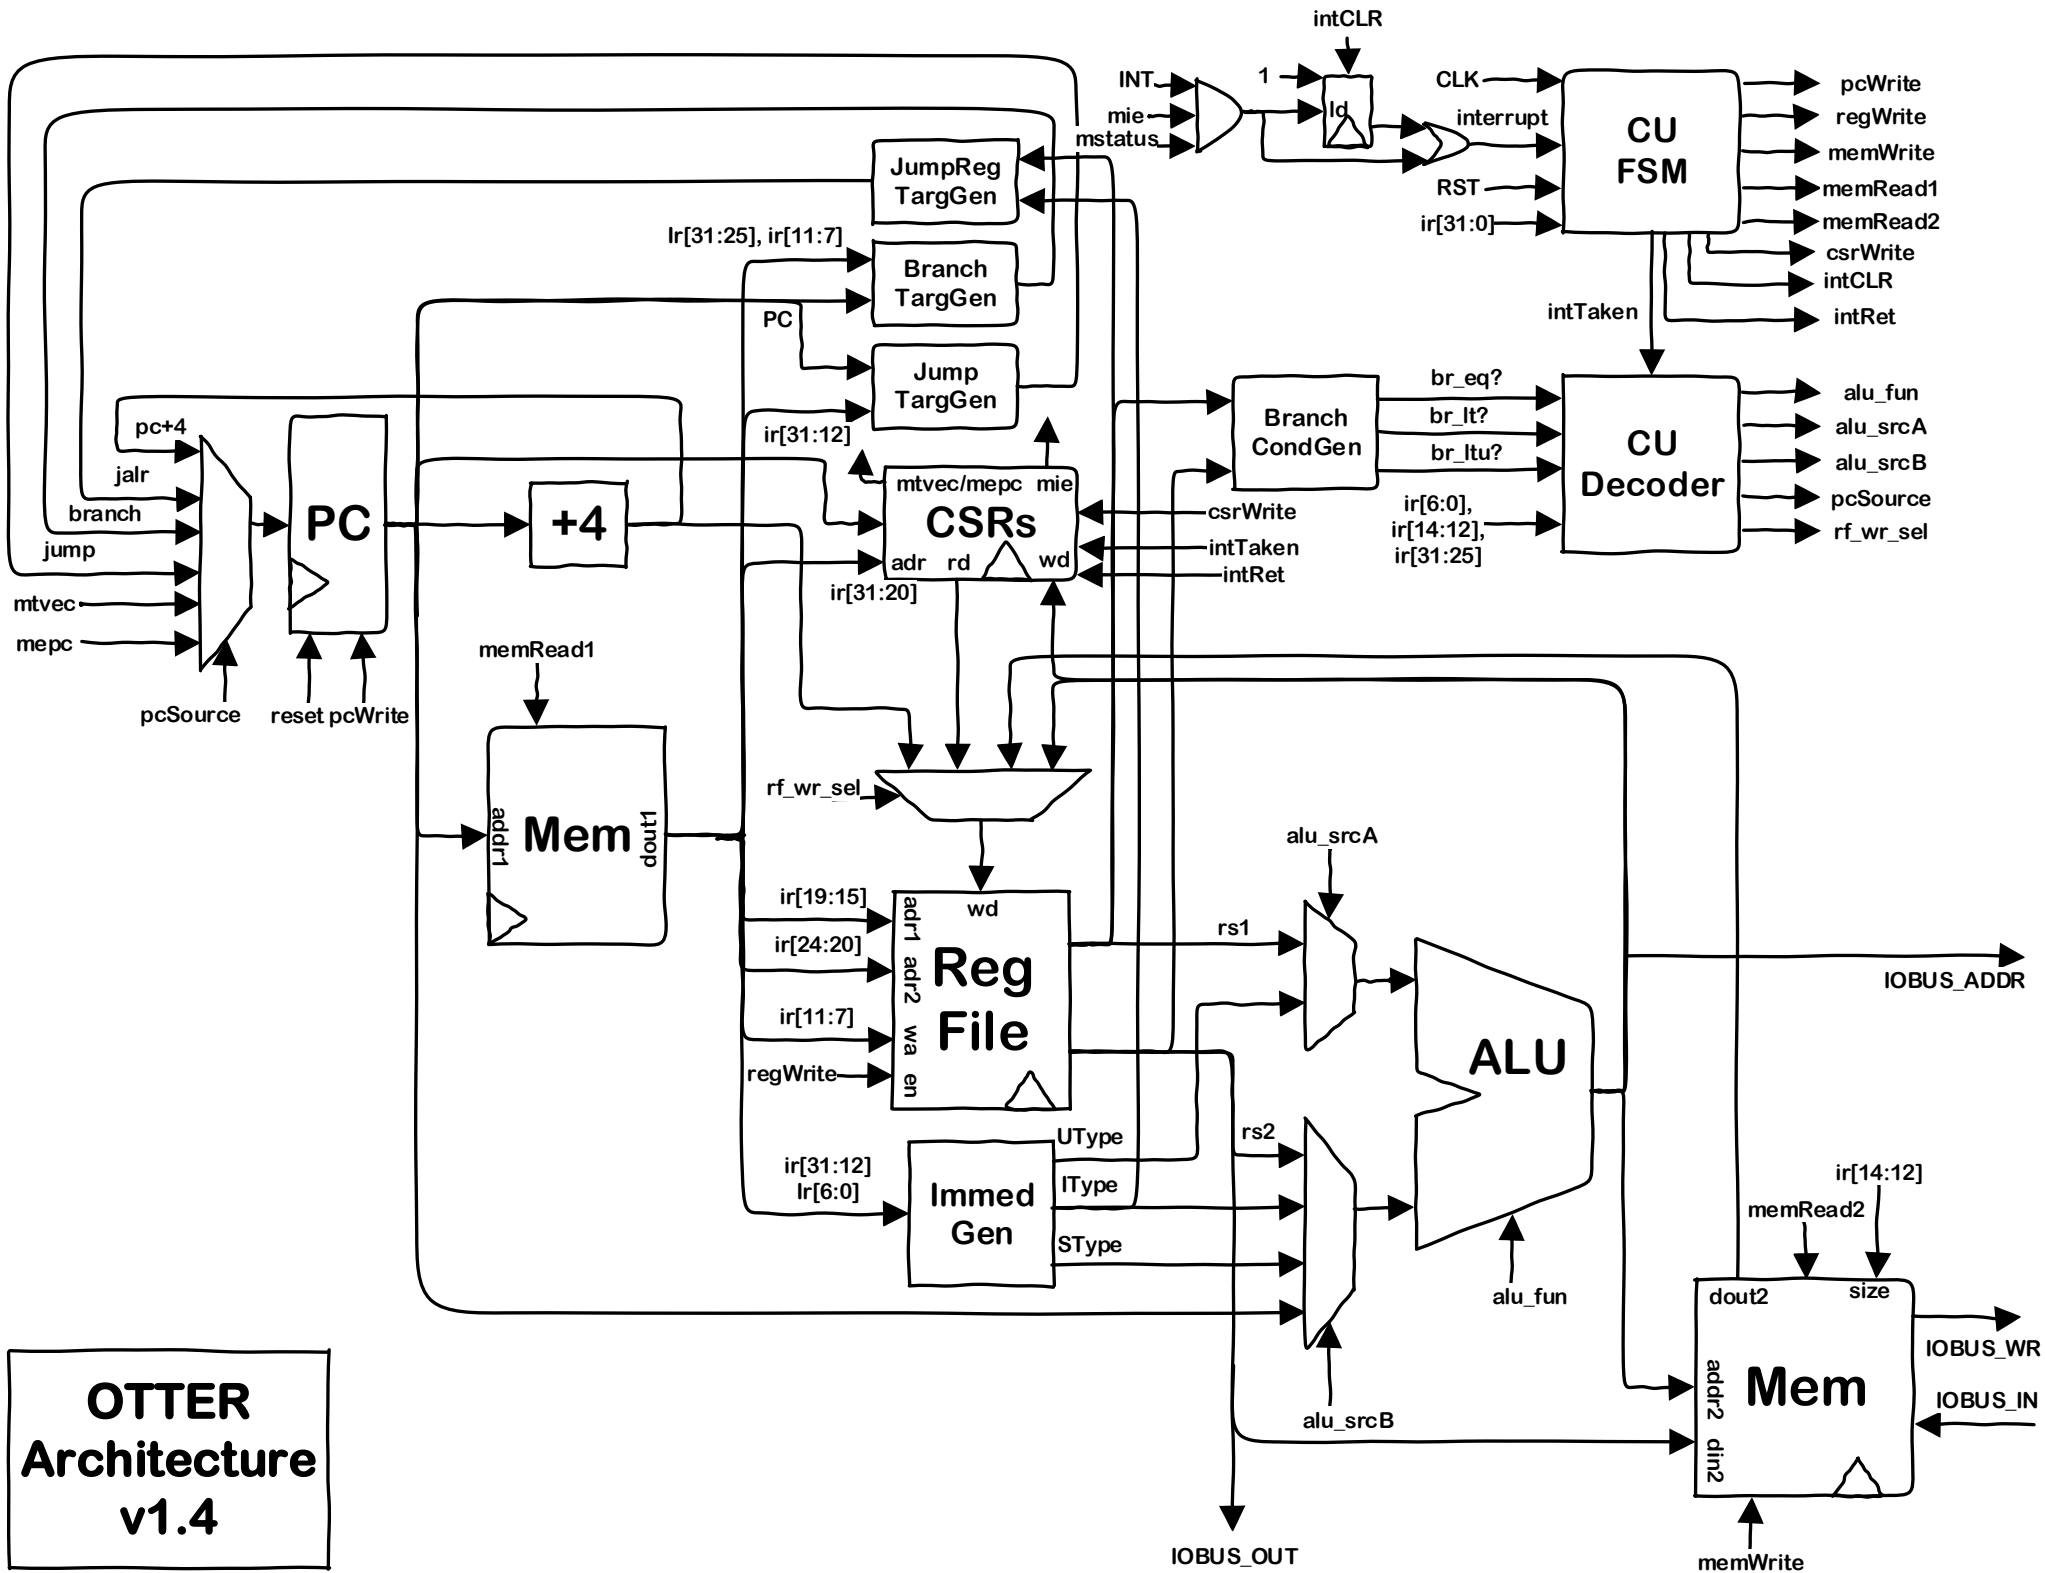 intCLR
INT
1
CLK
pcWrite
mie
ld
interrupt
CU
FSM
regWrite
mstatus
memWrite
JumpReg
TargGen
RST
memRead1
ir[31:0]
memRead2
Ir[31:25], ir[11:7]
Branch
TargGen
csrWrite
intCLR
PC
intTaken
intRet
Jump
TargGen
br_eq?
alu_fun
pc+4
ir[31:12]
Branch
CondGen
br_lt?
CU
Decoder
alu_srcA
jalr
br_ltu?
alu_srcB
mtvec/mepc
mie
pcSource
branch
PC
+4
CSRs
csrWrite
ir[6:0],
ir[14:12],
ir[31:25]
rf_wr_sel
jump
intTaken
adr
rd
wd
intRet
ir[31:20]
mtvec
mepc
memRead1
pcSource
reset
pcWrite
rf_wr_sel
addr1
Mem
dout1
alu_srcA
ir[19:15]
adr1
wd
rs1
ir[24:20]
adr2
Reg
File
IOBUS_ADDR
ir[11:7]
wa
ALU
regWrite
en
UType
rs2
ir[31:12]
Ir[6:0]
Immed
Gen
IType
ir[14:12]
memRead2
SType
alu_fun
dout2
size
IOBUS_WR
OTTER
Architecture
v1.4
addr2
Mem
IOBUS_IN
alu_srcB
din2
IOBUS_OUT
memWrite